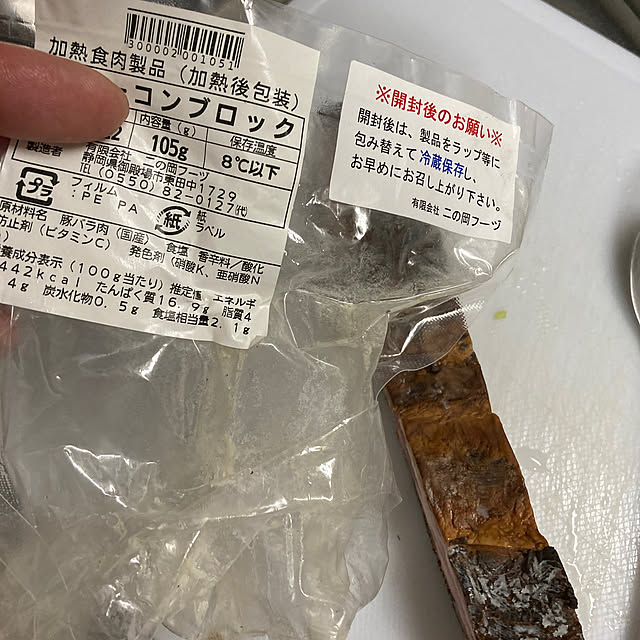 300002001051
加熱食肉製品（加熱後包装）
コンブロック
内容量（g） 保存温度
105g 8℃以下
製造者 有限会社 二の岡フーヅ
静岡県御殿場市東田中1729
TEL（0550）82-0127㈹
プラ
フィルム
：PE PA
紙
紙
ラベル
原材料名 豚バラ肉（国産） 食塩 香辛料／酸化
防止剤（ビタミンC） 発色剤（硝酸K、亜硝酸N
養成分表示（100g当たり）推定値 エネルギ
442kcal たんぱく質16.9g 脂質4
4g 炭水化物0.5g 食塩相当量2.1g
※開封後のお願い※
開封後は、製品をラップ等に
包み替えて冷蔵保存し、
お早めにお召し上がり下さい。
有限会社 二の岡フーヅ